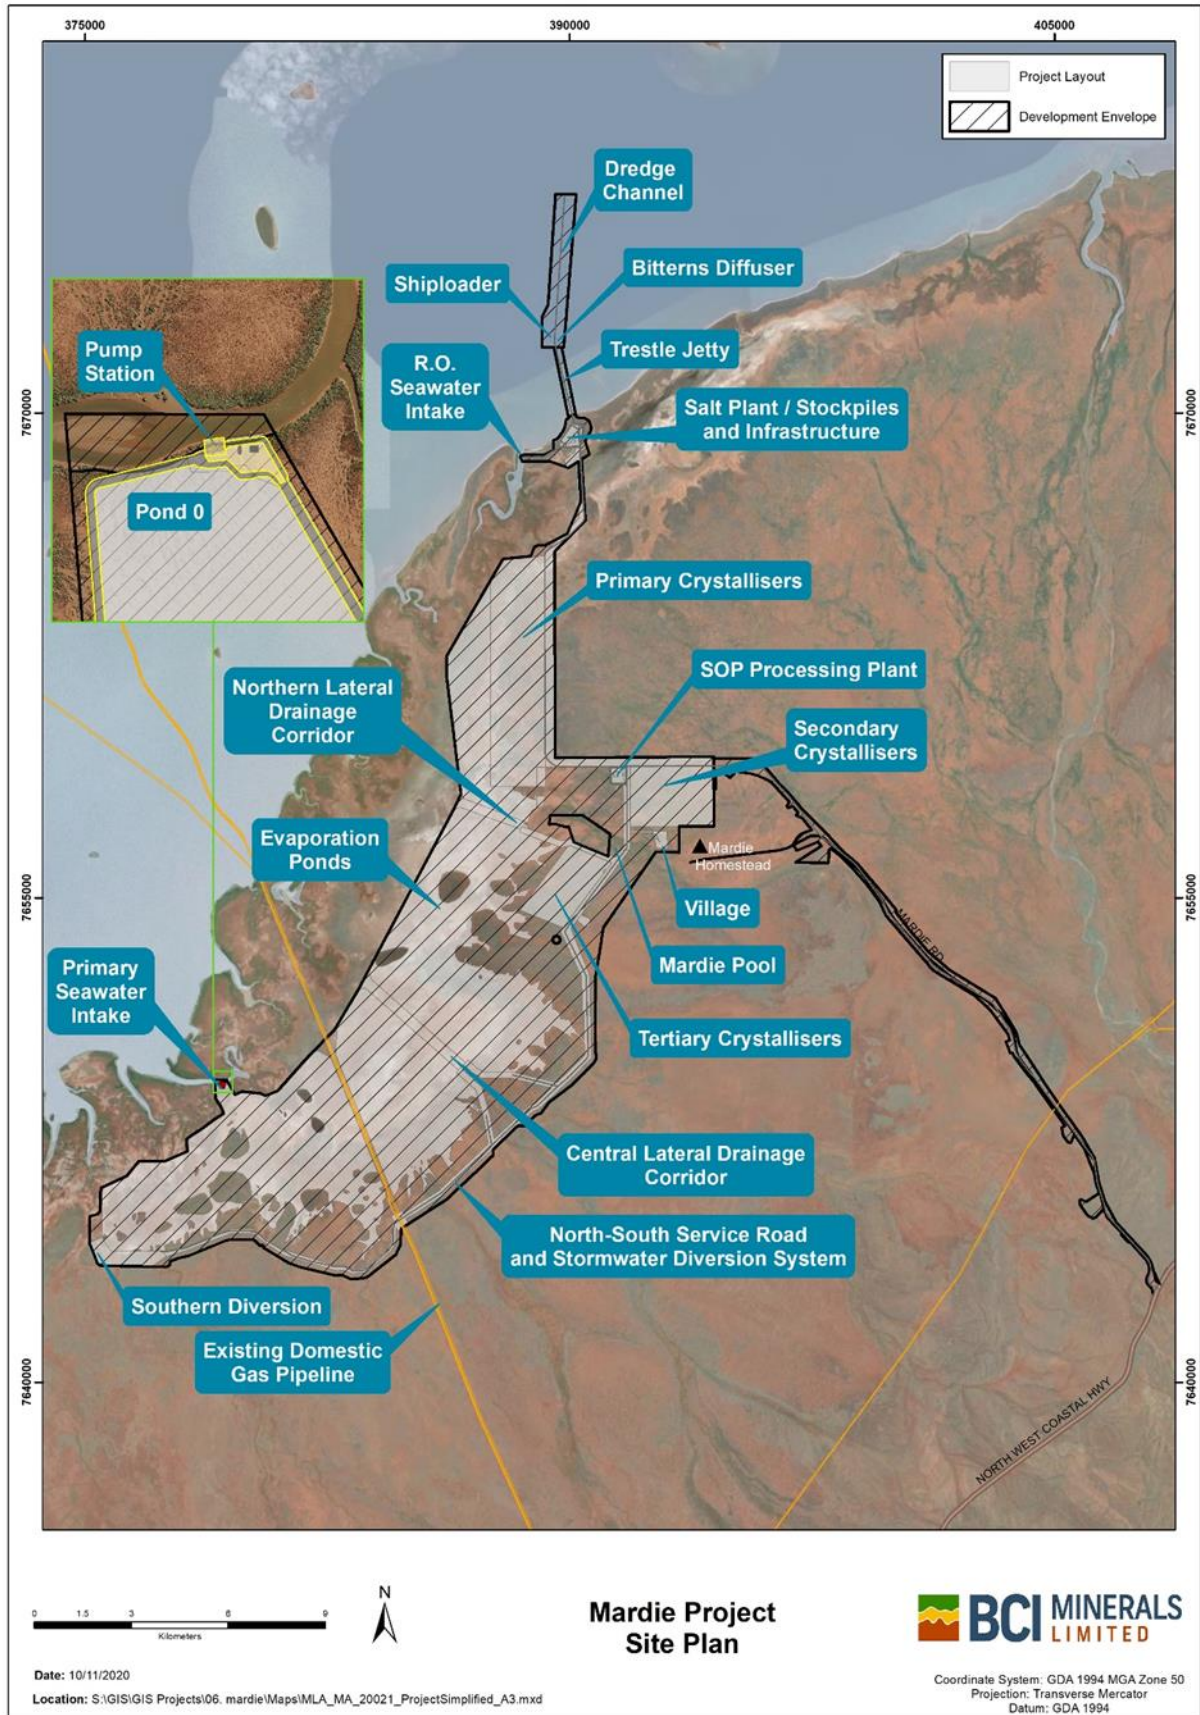 375000
390000
405000
Project Layout
Development Envelope
Dredge
Channel
Bitterns Diffuser
Shiploader
Trestle Jetty
R.O.
Seawater
Intake
Salt Plant / Stockpiles
and Infrastructure
Pump
Station
Pond 0
7670000
7670000
Primary Crystallisers
SOP Processing Plant
Northern Lateral
Drainage
Corridor
Secondary
Crystallisers
Evaporation
Ponds
Mardie
Homestead
Village
7655000
7655000
MARDIE RD
Mardie Pool
Primary
Seawater
Intake
Tertiary Crystallisers
Central Lateral Drainage
Corridor
North-South Service Road
and Stormwater Diversion System
Southern Diversion
Existing Domestic
Gas Pipeline
7640000
7640000
NORTH WEST COASTAL HWY
0 1.5 3 6 9
Kilometers
N
Mardie Project
Site Plan
BCI MINERALS
LIMITED
Date: 10/11/2020
Location: S:\GIS\GIS Projects\06. mardie\Maps\MLA_MA_20021_ProjectSimplified_A3.mxd
Coordinate System: GDA 1994 MGA Zone 50
Projection: Transverse Mercator
Datum: GDA 1994